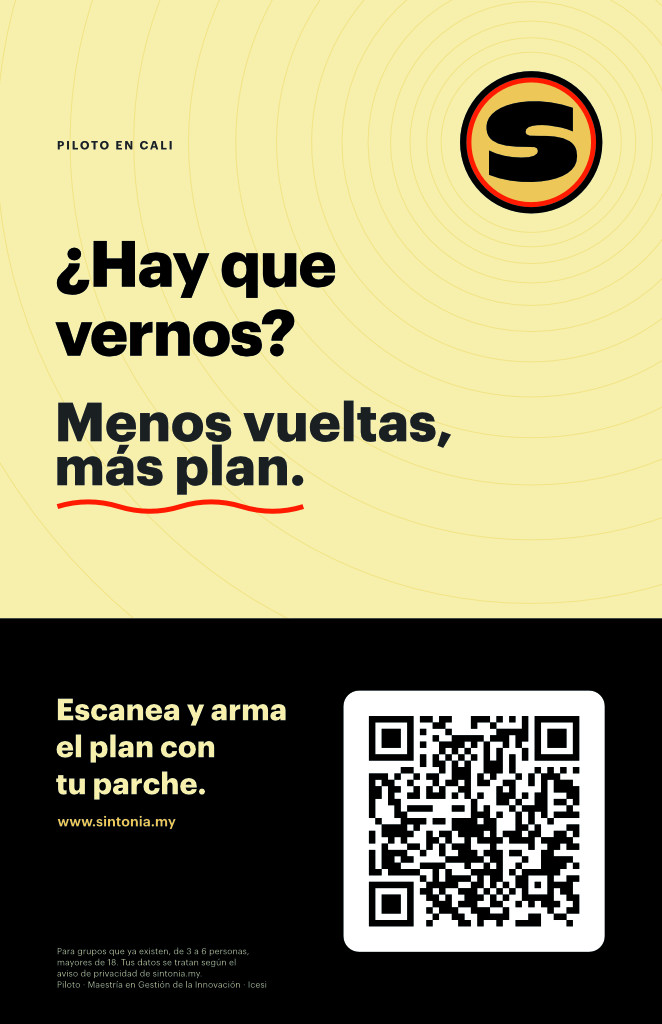 PILOTO EN CALI
S
¿Hay que
vernos?
Menos vueltas,
más plan.
Escanea y arma
el plan con
tu parche.
www.sintonia.my
Para grupos que ya existen, de 3 a 6 personas,
mayores de 18. Tus datos se tratan según el
aviso de privacidad de sintonia.my.
Piloto · Maestría en Gestión de la Innovación · Icesi